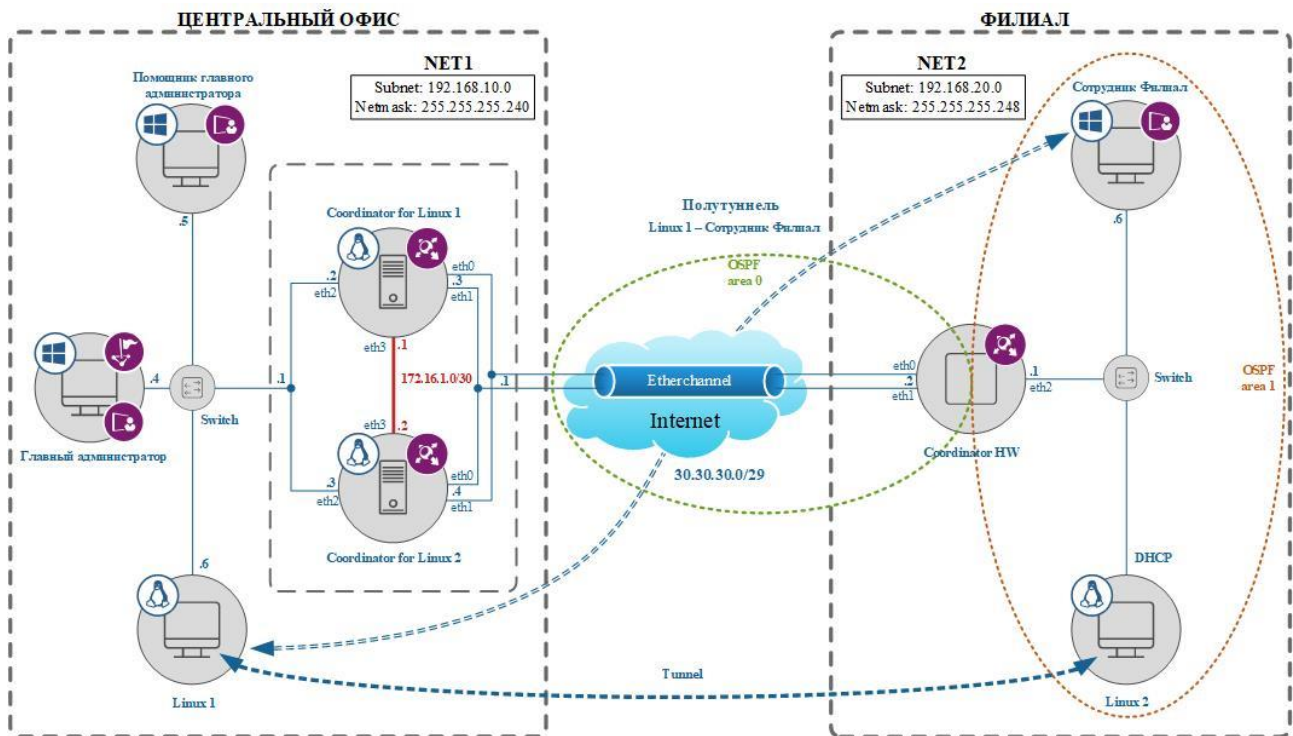 ЦЕНТРАЛЬНЫЙ ОФИС
NET1
Subnet: 192.168.10.0
Netmask: 255.255.255.240
Помощник главного
администратора
.5
.4
Главный администратор
Switch
.6
Linux 1
.1
Coordinator for Linux 1
.2
eth2
eth0
.3
eth1
eth3
.1
172.16.1.0/30
eth3
.2
.3
eth2
eth0
.4
eth1
Coordinator for Linux 2
.1
Полутуннель
Linux 1 – Сотрудник Филиал
OSPF
area 0
Etherchannel
Internet
30.30.30.0/29
Tunnel
ФИЛИАЛ
NET2
Subnet: 192.168.20.0
Netmask: 255.255.255.248
Сотрудник Филиал
.6
eth0
.2
eth1
.1
eth2
Coordinator HW
Switch
OSPF
area 1
DHCP
Linux 2